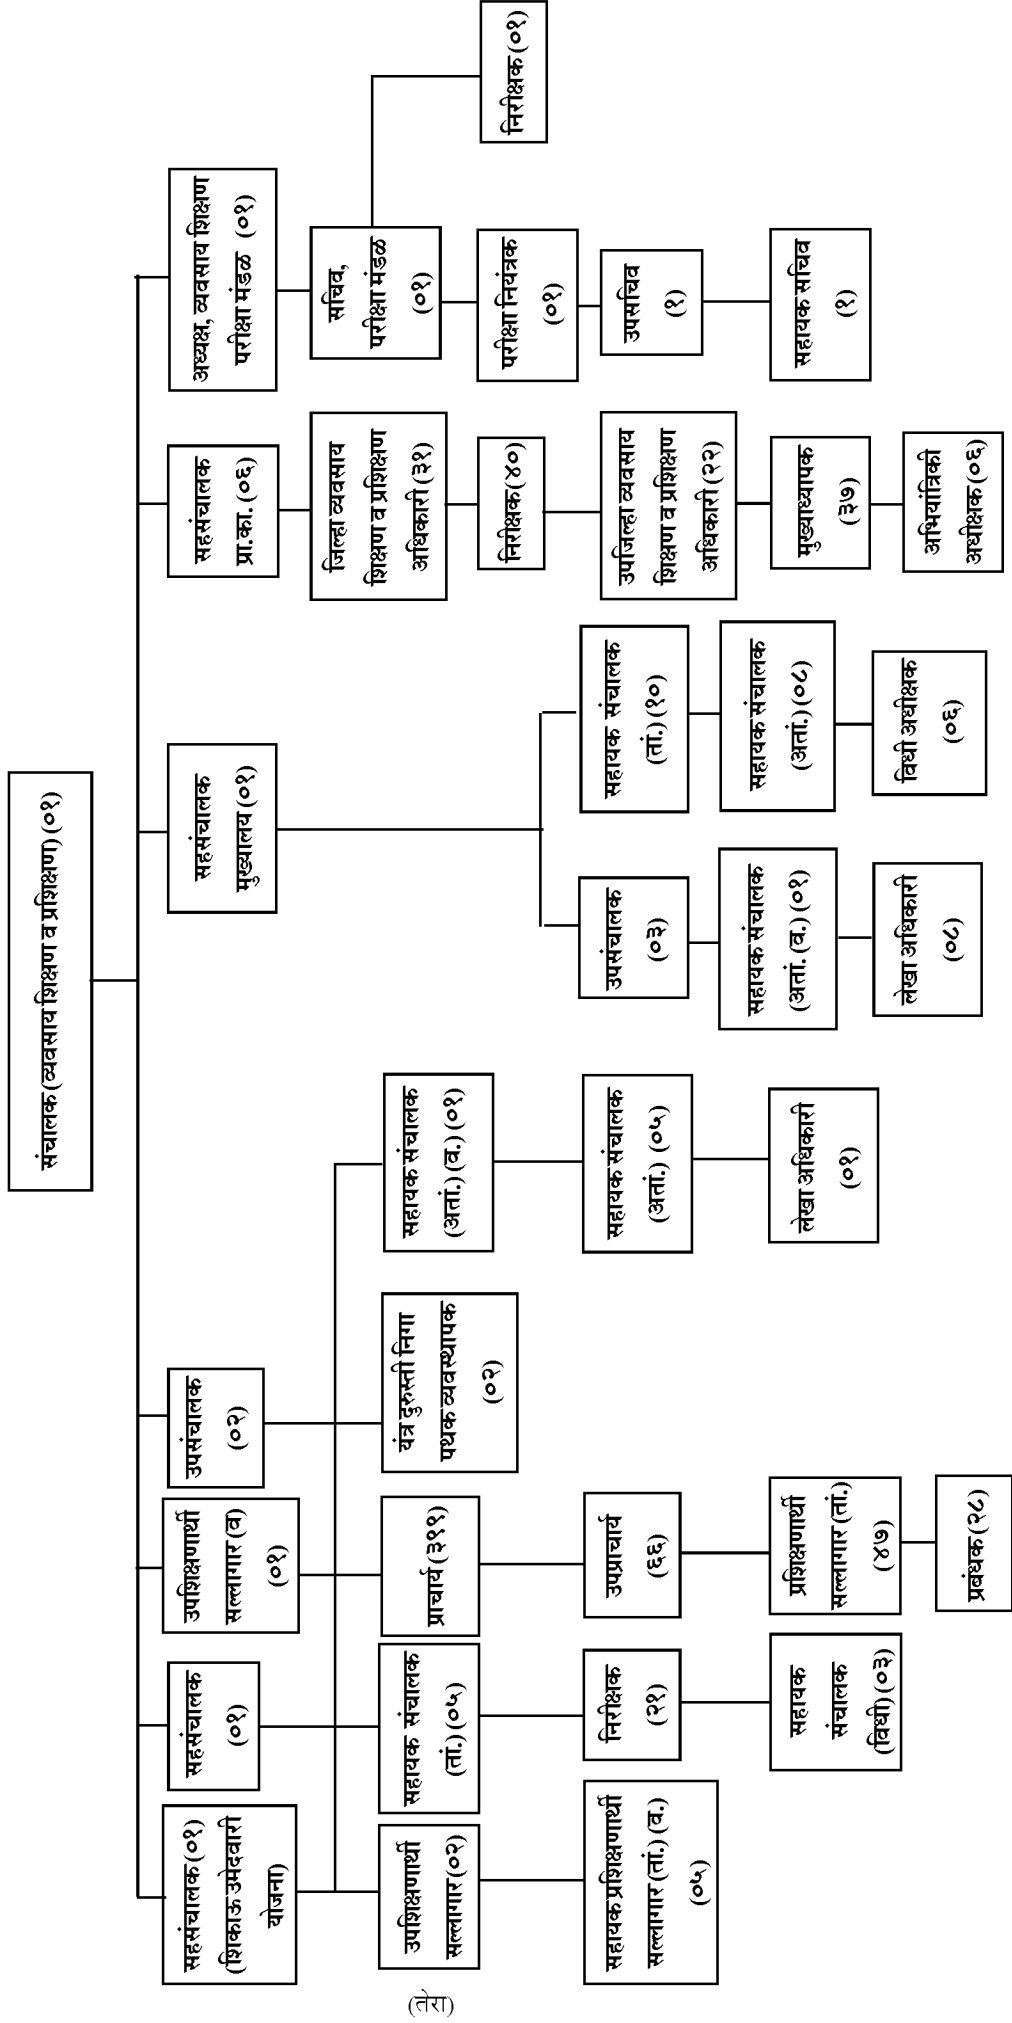 संचालक (व्यवसाय शिक्षण व प्रशिक्षण) (०१)
सहसंचालक (०१)
(शिकाऊ उमेदवारी
योजना)
सहसंचालक
(०१)
उपशिक्षणार्थी
सल्लागार (व)
(०१)
उपसंचालक
(०२)
सहसंचालक
मुख्यालय (०१)
सहसंचालक
प्रा.का. (०६)
अध्यक्ष, व्यवसाय शिक्षण
परीक्षा मंडळ (०१)
उपशिक्षणार्थी
सल्लागार (०२)
सहायक संचालक
(तां.) (०५)
प्राचार्य (३९९)
यंत्र दुरुस्ती निगा
पथक व्यवस्थापक
(०२)
सहायक संचालक
(अतां.) (व.) (०१)
जिल्हा व्यवसाय
शिक्षण व प्रशिक्षण
अधिकारी (३१)
सचिव,
परीक्षा मंडळ
(०१)
सहायक प्रशिक्षणार्थी
सल्लागार (तां.) (व.)
(०५)
निरीक्षक
(२१)
उपप्राचार्य
(६६)
सहायक संचालक
(अतां.) (०५)
उपसंचालक
(०३)
सहायक संचालक
(तां.) (१०)
निरीक्षक (४०)
परीक्षा नियंत्रक
(०१)
निरीक्षक (०१)
सहायक
संचालक
(विधी) (०३)
प्रशिक्षणार्थी
सल्लागार (तां.)
(४७)
लेखा अधिकारी
(०१)
सहायक संचालक
(अतां. (व.) (०१)
सहायक संचालक
(अतां.) (०८)
उपजिल्हा व्यवसाय
शिक्षण व प्रशिक्षण
अधिकारी (२२)
उपसचिव
(१)
प्रबंधक (२८)
लेखा अधिकारी
(०८)
विधी अधीक्षक
(०६)
मुख्याध्यापक
(३७)
सहायक सचिव
(१)
अभियांत्रिकी
अधीक्षक (०६)
(तेरा)